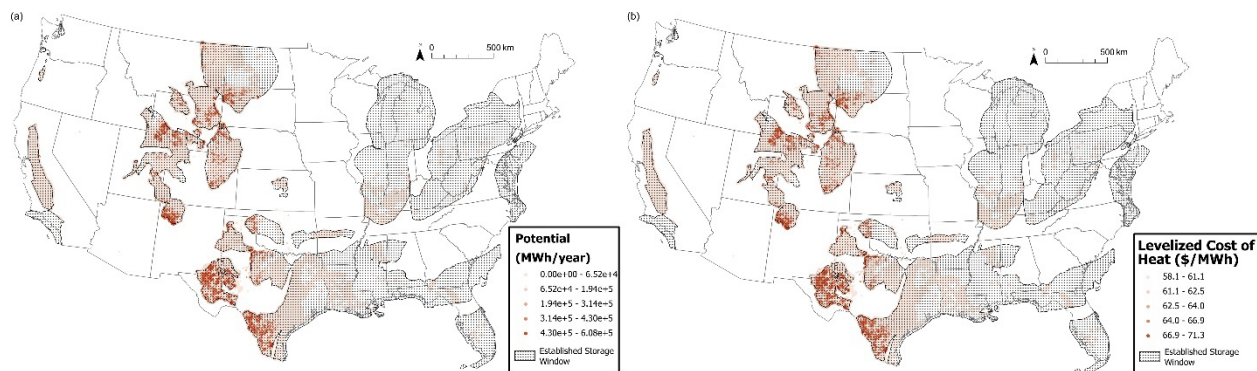 (a)
N
0 500 km
Potential
(MWh/year)
0.00e+00 - 6.52e+4
6.52e+4 - 1.94e+5
1.94e+5 - 3.14e+5
3.14e+5 - 4.30e+5
4.30e+5 - 6.08e+5
Established Storage
Window
(b)
N
0 500 km
Levelized Cost of
Heat ($/MWh)
58.1 - 61.1
61.1 - 62.5
62.5 - 64.0
64.0 - 66.9
66.9 - 71.3
Established Storage
Window